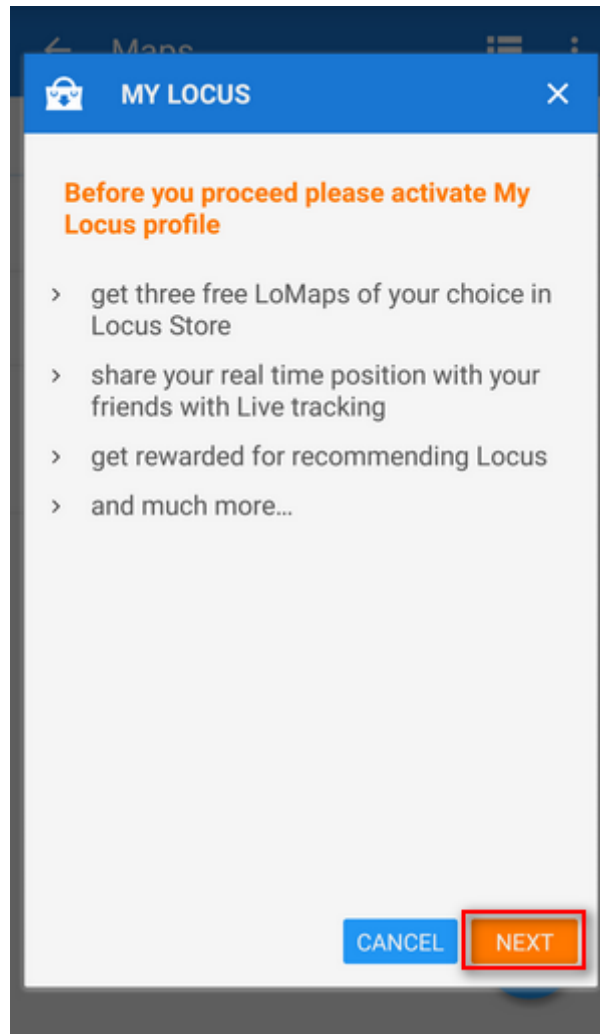 Maps
MY LOCUS
Before you proceed please activate My
Locus profile
get three free LoMaps of your choice in
Locus Store
share your real time position with your
friends with Live tracking
get rewarded for recommending Locus
and much more…
CANCEL NEXT